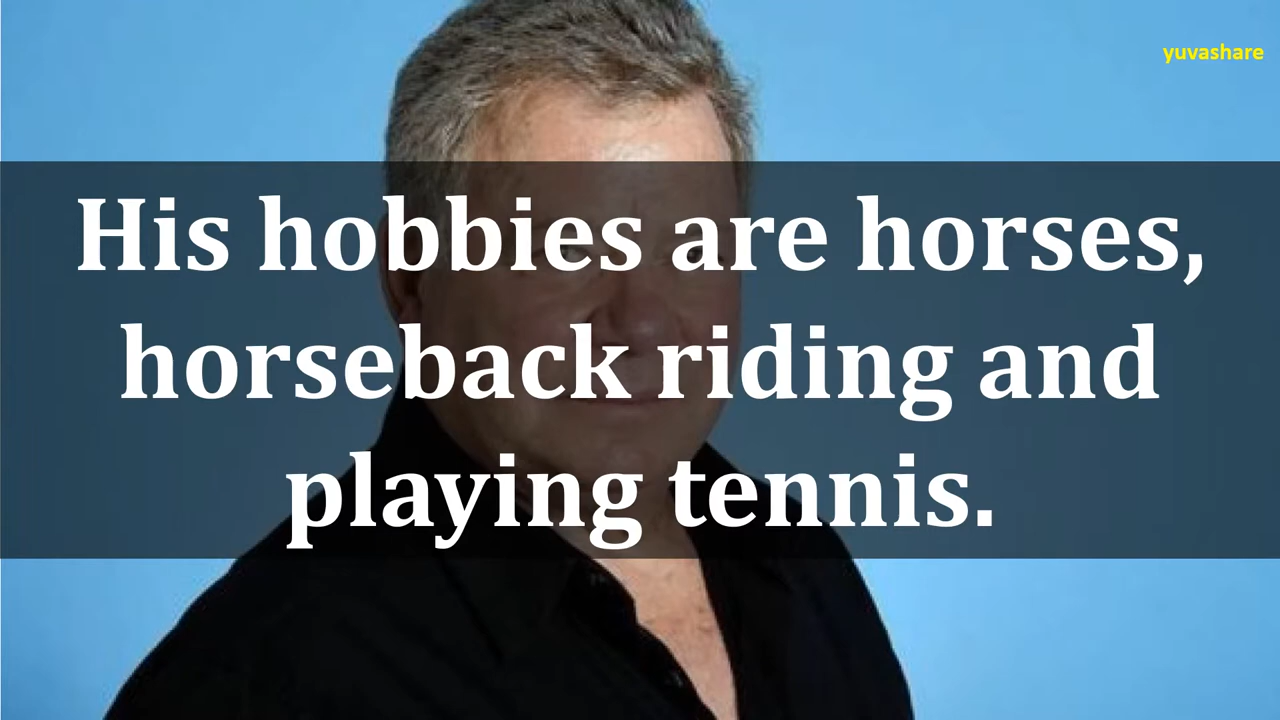 yuvashare
His hobbies are horses,
horseback riding and
playing tennis.